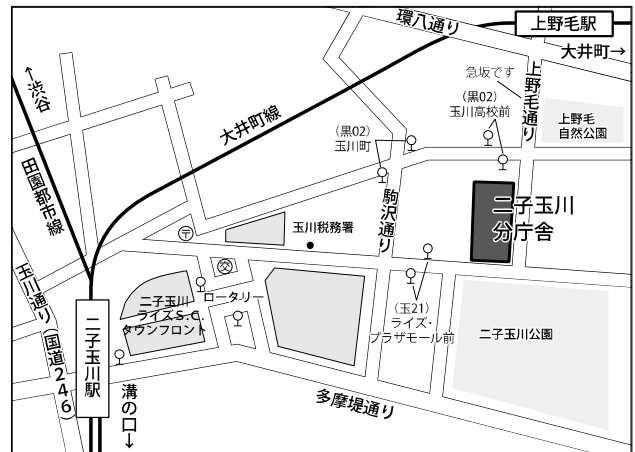 環八通り
上野毛駅
大井町→
←渋谷
急坂です
上野毛通り
(黒02)
玉川高校前
上野毛
自然公園
大井町線
(黒02)
玉川町
田園都市線
駒沢通り
二子玉川
分庁舎
玉川税務署
玉川通り(国道246)
二子玉川
ライズS.C.
タウンフロント
ロータリー
(玉21)
ライズ・
プラザモール前
二子玉川公園
二子玉川駅
溝の口→
多摩堤通り